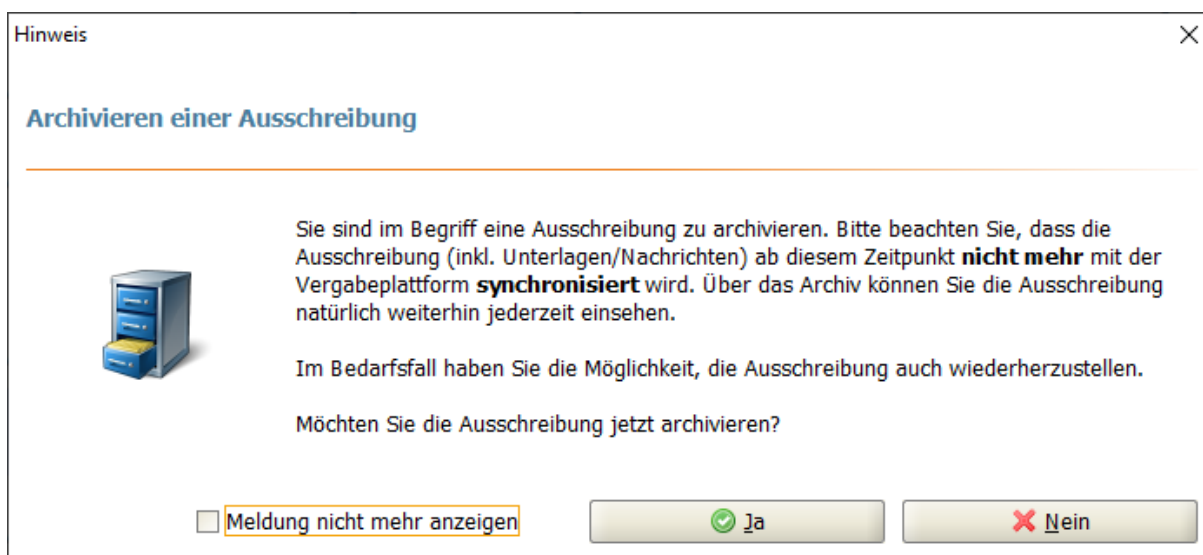 Hinweis
Archivieren einer Ausschreibung
Sie sind im Begriff eine Ausschreibung zu archivieren. Bitte beachten Sie, dass die
Ausschreibung (inkl. Unterlagen/Nachrichten) ab diesem Zeitpunkt nicht mehr mit der
Vergabeplattform synchronisiert wird. Über das Archiv können Sie die Ausschreibung
natürlich weiterhin jederzeit einsehen.
Im Bedarfsfall haben Sie die Möglichkeit, die Ausschreibung auch wiederherzustellen.
Möchten Sie die Ausschreibung jetzt archivieren?
Meldung nicht mehr anzeigen
Ja
Nein